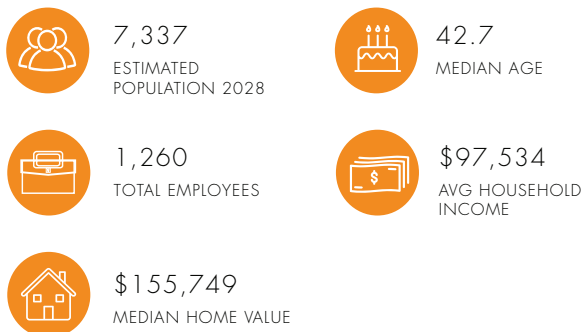 7,337
ESTIMATED
POPULATION 2028
42.7
MEDIAN AGE
1,260
TOTAL EMPLOYEES
$
$97,534
AVG HOUSEHOLD
INCOME
$155,749
MEDIAN HOME VALUE